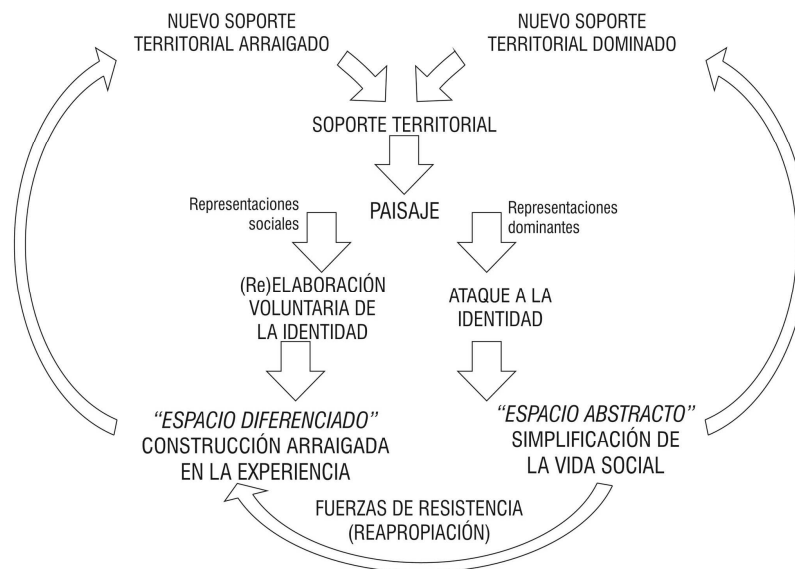 NUEVO SOPORTE
TERRITORIAL ARRAIGADO
NUEVO SOPORTE
TERRITORIAL DOMINADO
SOPORTE TERRITORIAL
PAISAJE
Representaciones
sociales
Representaciones
dominantes
(Re)ELABORACIÓN
VOLUNTARIA DE
LA IDENTIDAD
ATAQUE A LA
IDENTIDAD
“ESPACIO DIFERENCIADO”
CONSTRUCCIÓN ARRAIGADA
EN LA EXPERIENCIA
“ESPACIO ABSTRACTO”
SIMPLIFICACIÓN DE
LA VIDA SOCIAL
FUERZAS DE RESISTENCIA
(REAPROPIACIÓN)